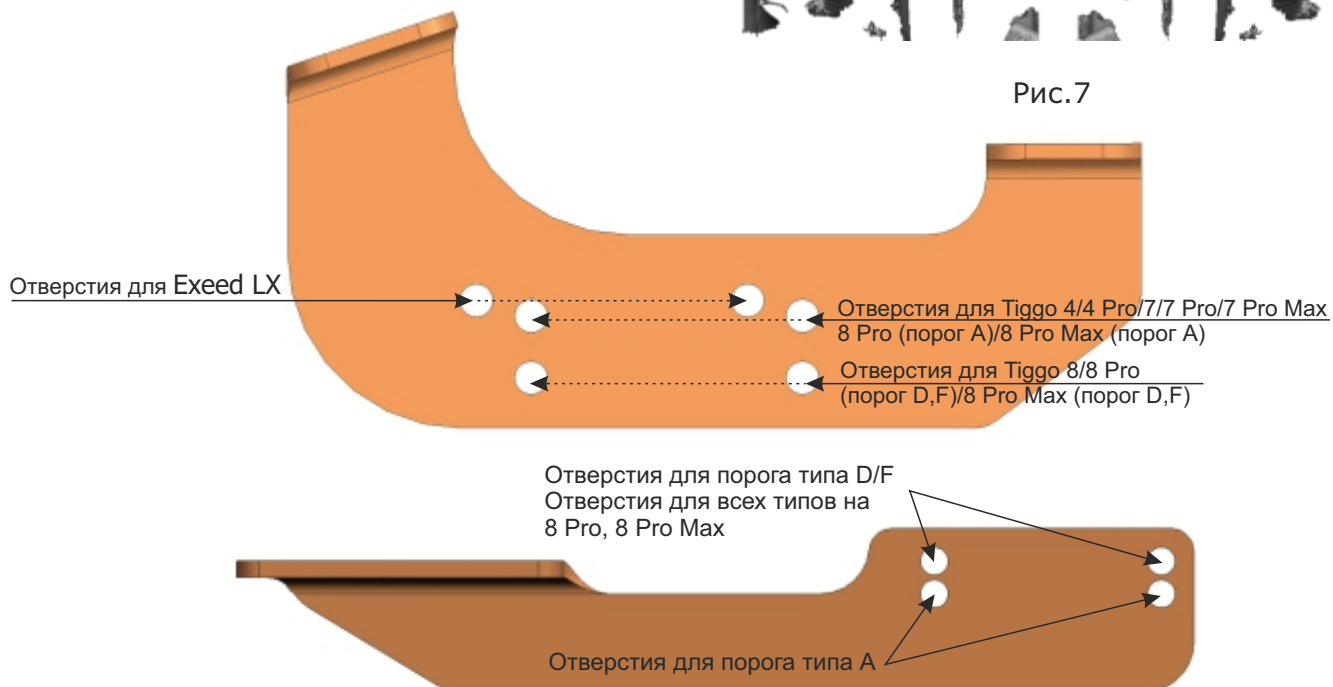 Рис.7
Отверстия для Exeed LX
Отверстия для Tiggo 4/4 Pro/7/7 Pro/7 Pro Max
8 Pro (порог А)/8 Pro Max (порог А)
Отверстия для Tiggo 8/8 Pro
(порог D,F)/8 Pro Max (порог D,F)
Отверстия для порога типа D/F
Отверстия для всех типов на
8 Pro, 8 Pro Max
Отверстия для порога типа А